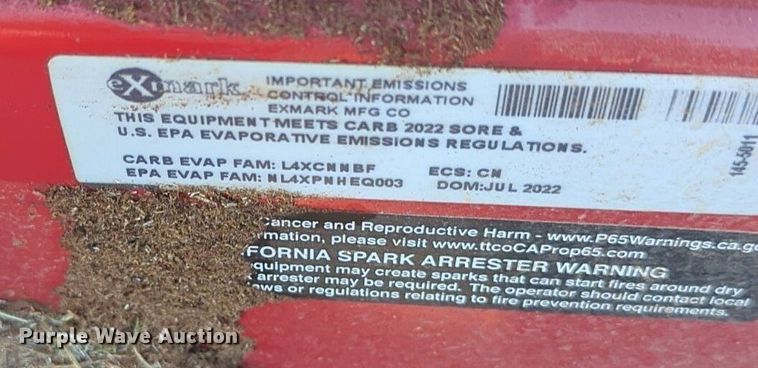 eXmark
IMPORTANT EMISSIONS
CONTROL INFORMATION
EXMARK MFG CO
THIS EQUIPMENT MEETS CARB 2022 SORE &
U.S. EPA EVAPORATIVE EMISSIONS REGULATIONS.
CARB EVAP FAM: L4XCNNBF ECS: CN
EPA EVAP FAM: NL4XPNHEQ003 DOM:JUL 2022
145-5011
Cancer and Reproductive Harm - www.P65Warnings.ca.go
rmation, please visit www.ttcoCAProp65.com
FORNIA SPARK ARRESTER WARNING
quipment may create sparks that can start fires around dry
arrester may be required. The operator should contact local
ws or regulations relating to fire prevention requirements.
Purple Wave Auction